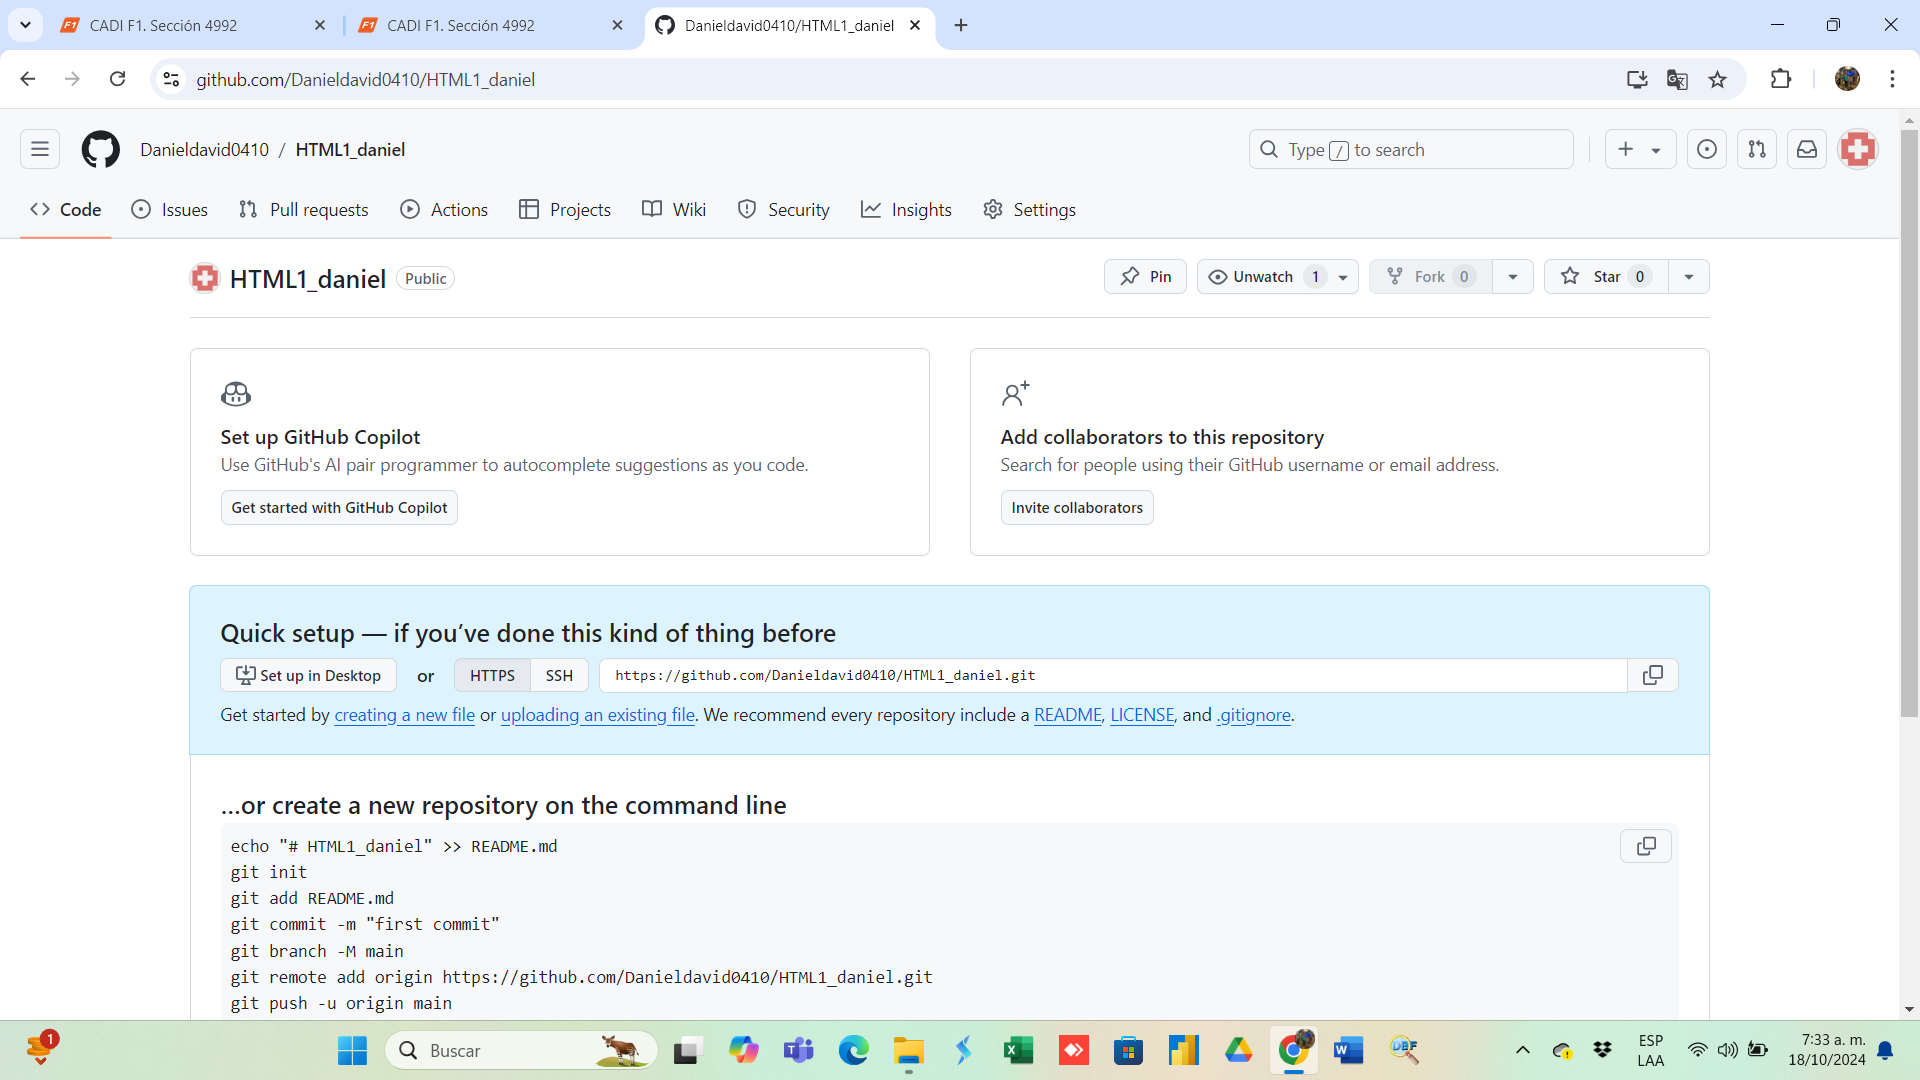 CADI F1. Sección 4992
CADI F1. Sección 4992
Danieldavid0410/HTML1_daniel
github.com/Danieldavid0410/HTML1_daniel
Danieldavid0410 / HTML1_daniel
Type / to search
Code
Issues
Pull requests
Actions
Projects
Wiki
Security
Insights
Settings
HTML1_daniel
Public
Pin
Unwatch 1
Fork 0
Star 0
Set up GitHub Copilot
Use GitHub's AI pair programmer to autocomplete suggestions as you code.
Get started with GitHub Copilot
Add collaborators to this repository
Search for people using their GitHub username or email address.
Invite collaborators
Quick setup — if you’ve done this kind of thing before
Set up in Desktop
or
HTTPS
SSH
https://github.com/Danieldavid0410/HTML1_daniel.git
Get started by creating a new file or uploading an existing file. We recommend every repository include a README, LICENSE, and .gitignore.
…or create a new repository on the command line
echo "# HTML1_daniel" >> README.md
git init
git add README.md
git commit -m "first commit"
git branch -M main
git remote add origin https://github.com/Danieldavid0410/HTML1_daniel.git
git push -u origin main
1
Buscar
DBF
ESP
LAA
7:33 a. m.
18/10/2024